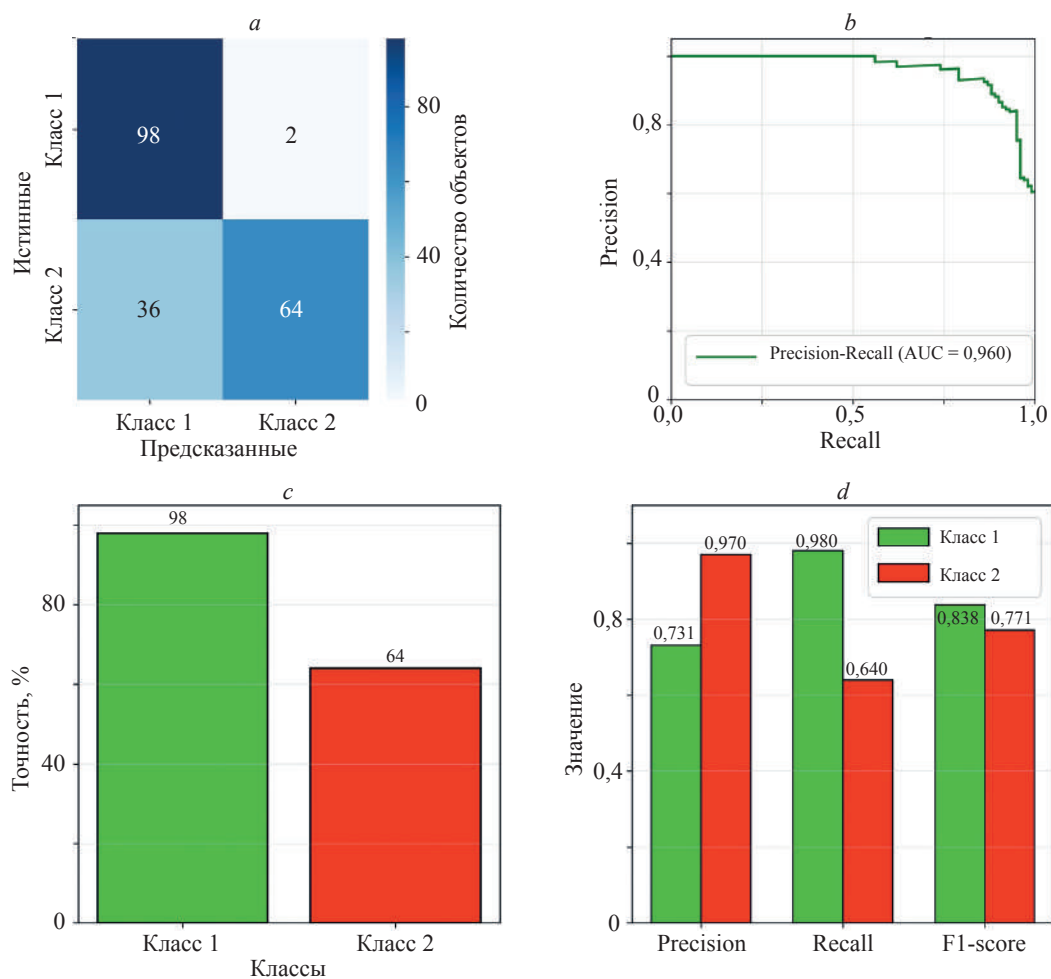 a
Класс 1
Класс 2
Истинные
98
2
36
64
Класс 1
Класс 2
Предсказанные
80
40
0
Количество объектов
b
0,8
0,4
0
Precision
Precision-Recall (AUC = 0,960)
0,0
0,5
1,0
Recall
c
98
64
80
40
0
Точность, %
Класс 1
Класс 2
Классы
d
Класс 1
Класс 2
0,731
0,970
0,980
0,640
0,838
0,771
0,8
0,4
0
Значение
Precision
Recall
F1-score